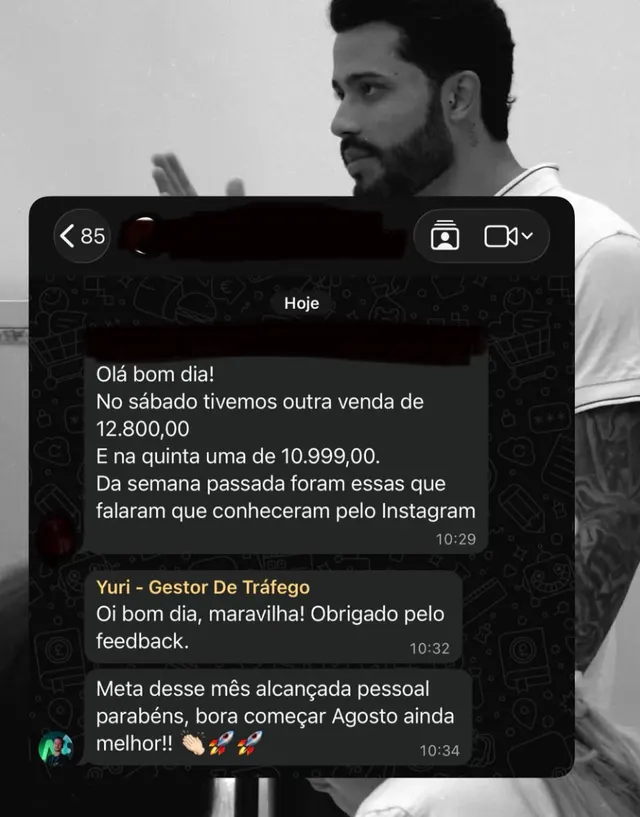 85
Hoje
Olá bom dia!
No sábado tivemos outra venda de
12.800,00
E na quinta uma de 10.999,00.
Da semana passada foram essas que
falaram que conheceram pelo Instagram
10:29
Yuri - Gestor De Tráfego
Oi bom dia, maravilha! Obrigado pelo
feedback.
10:32
Meta desse mês alcançada pessoal
parabéns, bora começar Agosto ainda
melhor!! 👏🏻🚀🚀
10:34